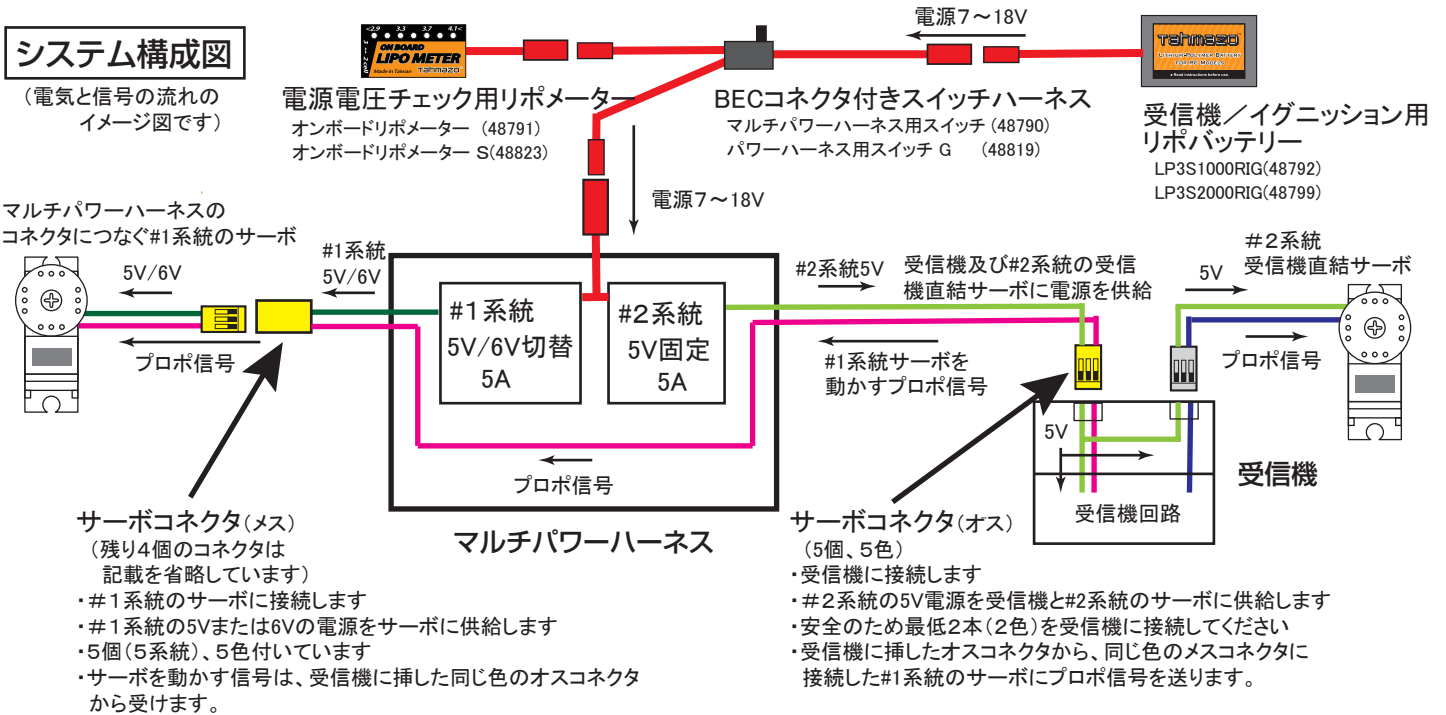 システム構成図
（電気と信号の流れの
イメージ図です）
<2.9 3.3 3.7 4.1<
ON BOARD
LIPO METER
Made in Taiwan Tahmazo
電源電圧チェック用リポメーター
オンボードリポメーター （48791）
オンボードリポメーター S(48823)
電源7～18V
BECコネクタ付きスイッチハーネス
マルチパワーハーネス用スイッチ（48790）
パワーハーネス用スイッチ G （48819）
Tahmazo
LITHIUM-POLYMER BATTERY
FOR RC MODELS
Read instructions before use
受信機／イグニッション用
リポバッテリー
LP3S1000RIG(48792)
LP3S2000RIG(48799)
電源7～18V
マルチパワーハーネスの
コネクタにつなぐ#1系統のサーボ
5V/6V
プロポ信号
#1系統
5V/6V
#1系統
5V/6V切替
5A
#2系統
5V固定
5A
プロポ信号
マルチパワーハーネス
#2系統5V
受信機及び#2系統の受信
機直結サーボに電源を供給
#1系統サーボを
動かすプロポ信号
＃2系統
受信機直結サーボ
5V
プロポ信号
5V
受信機回路
受信機
サーボコネクタ（メス）
（残り4個のコネクタは
記載を省略しています）
・＃1系統のサーボに接続します
・＃1系統の5Vまたは6Vの電源をサーボに供給します
・5個（5系統）、5色付いています
・サーボを動かす信号は、受信機に挿した同じ色のオスコネクタ
から受けます。
サーボコネクタ（オス）
（5個、5色）
・受信機に接続します
・＃2系統の5V電源を受信機と#2系統のサーボに供給します
・安全のため最低2本（2色）を受信機に接続してください
・受信機に挿したオスコネクタから、同じ色のメスコネクタに
接続した#1系統のサーボにプロポ信号を送ります。